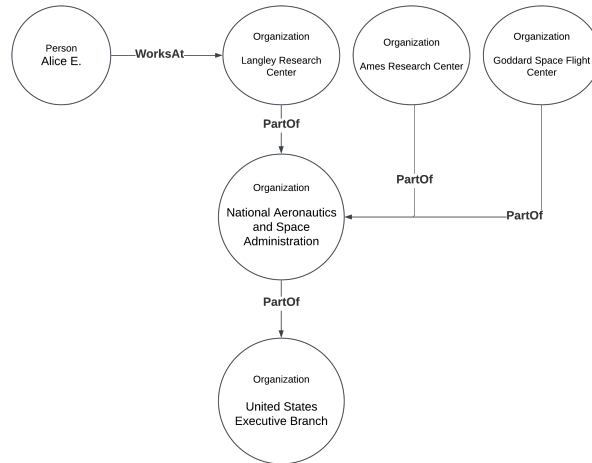 Person
Alice E.
WorksAt
Organization
Langley Research
Center
Organization
Ames Research Center
Organization
Goddard Space Flight
Center
PartOf
PartOf
PartOf
Organization
National Aeronautics
and Space
Administration
PartOf
Organization
United States
Executive Branch